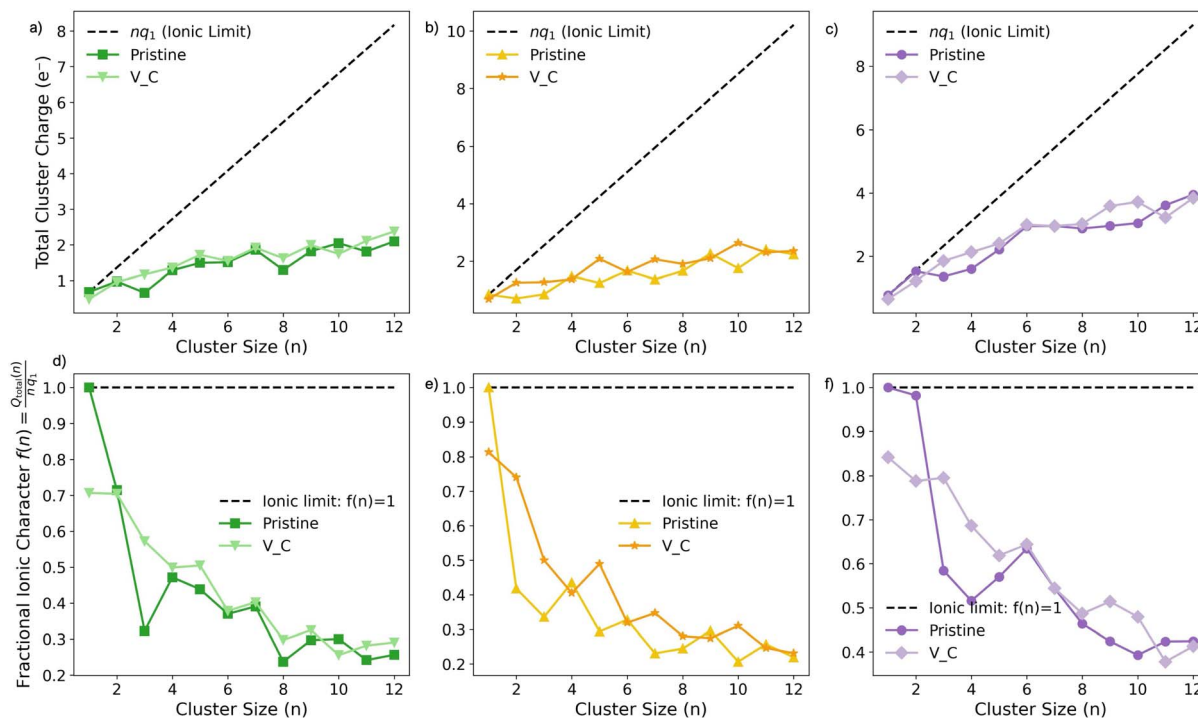 a)
nq₁ (Ionic Limit)
Pristine
V_C
Total Cluster Charge (e⁻)
8
7
6
5
4
3
2
1
2 4 6 8 10 12
Cluster Size (n)
b)
nq₁ (Ionic Limit)
Pristine
V_C
10
8
6
4
2
2 4 6 8 10 12
Cluster Size (n)
c)
nq₁ (Ionic Limit)
Pristine
V_C
8
6
4
2
2 4 6 8 10 12
Cluster Size (n)
d)
Fractional Ionic Character f(n) = Q_total(n)/nq₁
1.0
0.9
0.8
0.7
0.6
0.5
0.4
0.3
0.2
Ionic limit: f(n)=1
Pristine
V_C
2 4 6 8 10 12
Cluster Size (n)
e)
1.0
0.9
0.8
0.7
0.6
0.5
0.4
0.3
0.2
Ionic limit: f(n)=1
Pristine
V_C
2 4 6 8 10 12
Cluster Size (n)
f)
1.0
0.9
0.8
0.7
0.6
0.5
0.4
Ionic limit: f(n)=1
Pristine
V_C
2 4 6 8 10 12
Cluster Size (n)